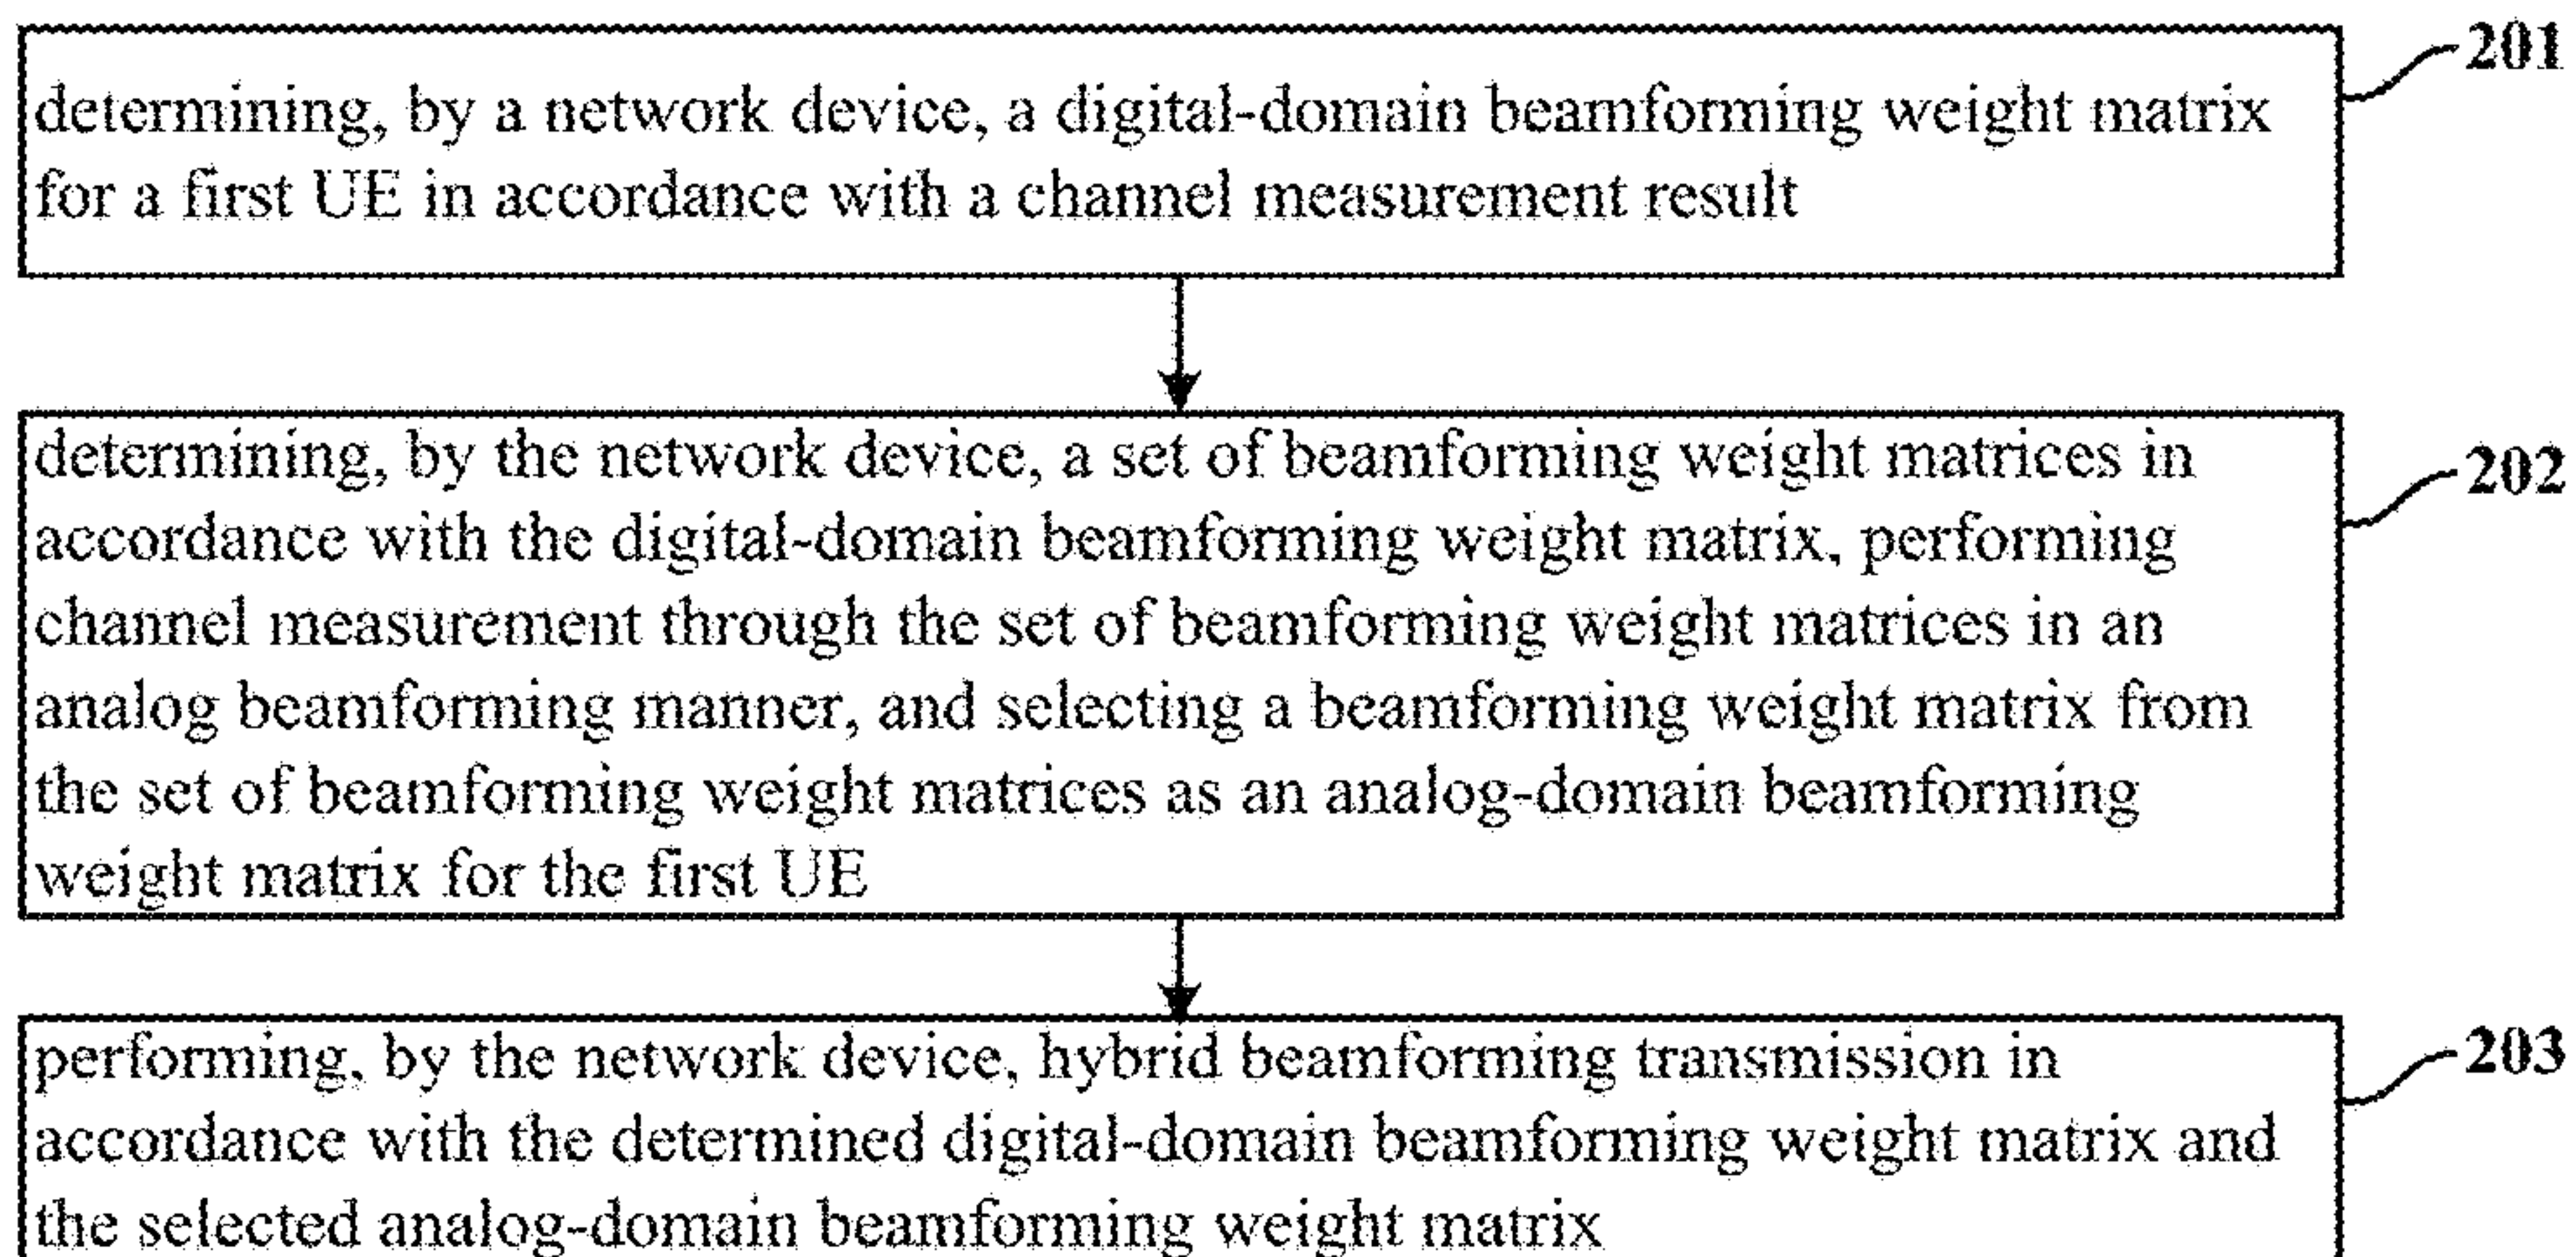 201
determining, by a network device, a digital-domain beamforming weight matrix
for a first UE in accordance with a channel measurement result
202
determining, by the network device, a set of beamforming weight matrices in
accordance with the digital-domain beamforming weight matrix, performing
channel measurement through the set of beamforming weight matrices in an
analog beamforming manner, and selecting a beamforming weight matrix from
the set of beamforming weight matrices as an analog-domain beamforming
weight matrix for the first UE
203
performing, by the network device, hybrid beamforming transmission in
accordance with the determined digital-domain beamforming weight matrix and
the selected analog-domain beamforming weight matrix